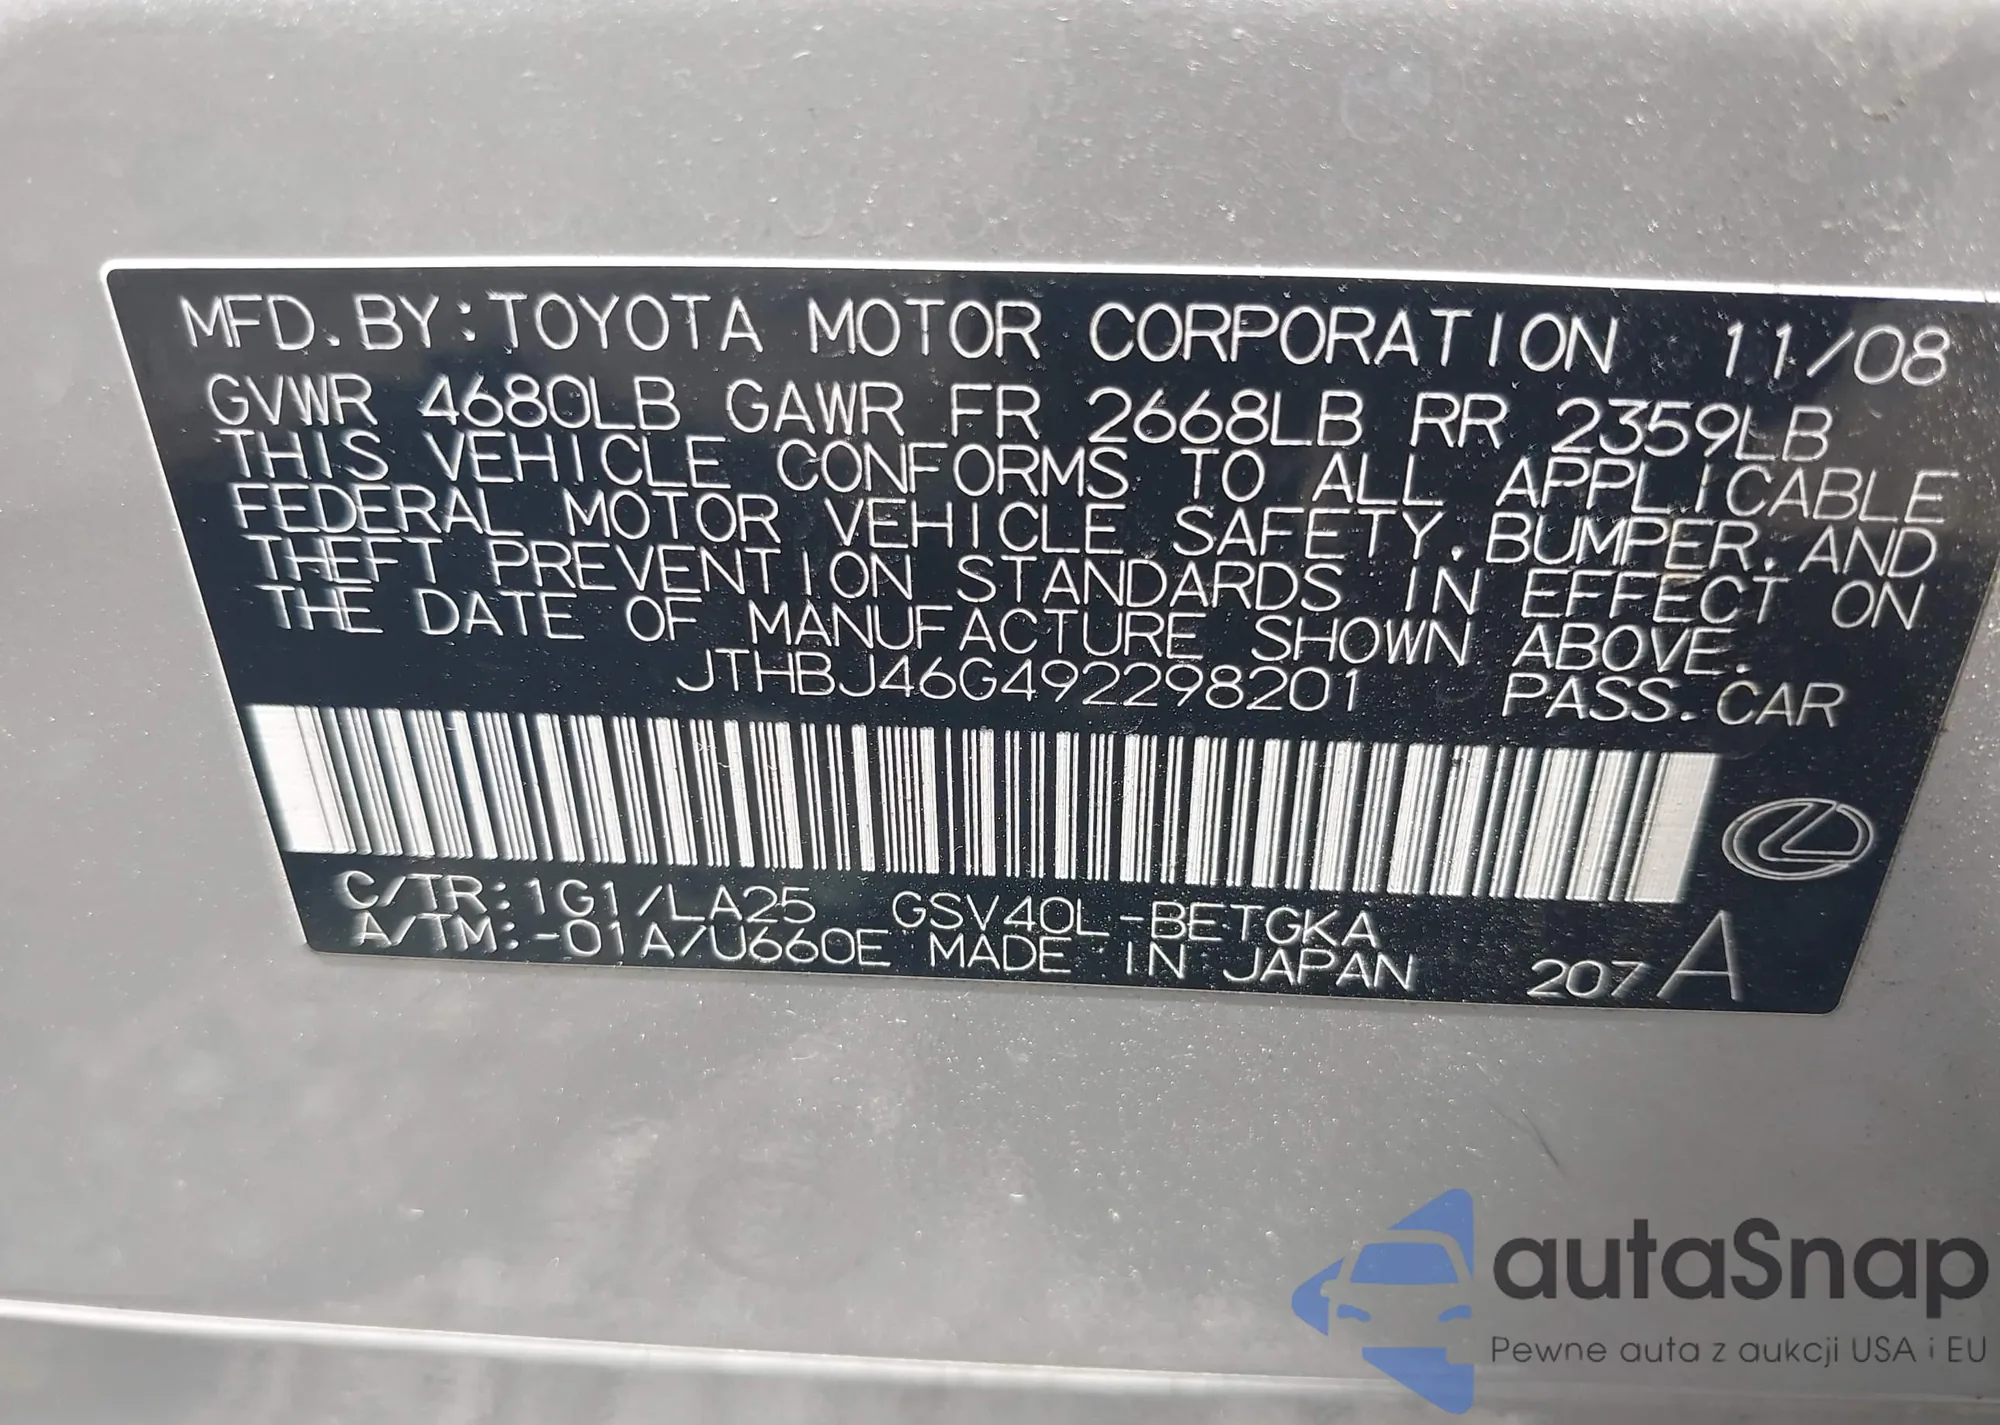 MFD. BY: TOYOTA MOTOR CORPORATION 11/08
GVWR 4680LB GAWR FR 2668LB RR 2359LB
THIS VEHICLE CONFORMS TO ALL APPLICABLE
FEDERAL MOTOR VEHICLE SAFETY, BUMPER, AND
THEFT PREVENTION STANDARDS IN EFFECT ON
THE DATE OF MANUFACTURE SHOWN ABOVE.
JTHBJ46G492298201 PASS. CAR
C/TR: 1G1/LA25 GSV40L-BETGKA
A/TM: -01A/U660E MADE IN JAPAN 207 A
autaSnap
Pewne auta z aukcji USA i EU